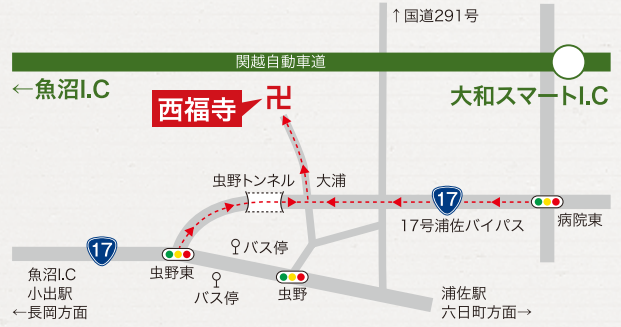 ↑国道291号
関越自動車道
←魚沼I.C
大和スマートI.C
西福寺
卍
虫野トンネル
大浦
17
17号浦佐バイパス
病院東
17
虫野東
バス停
バス停
虫野
魚沼I.C
小出駅
←長岡方面
浦佐駅
六日町方面→